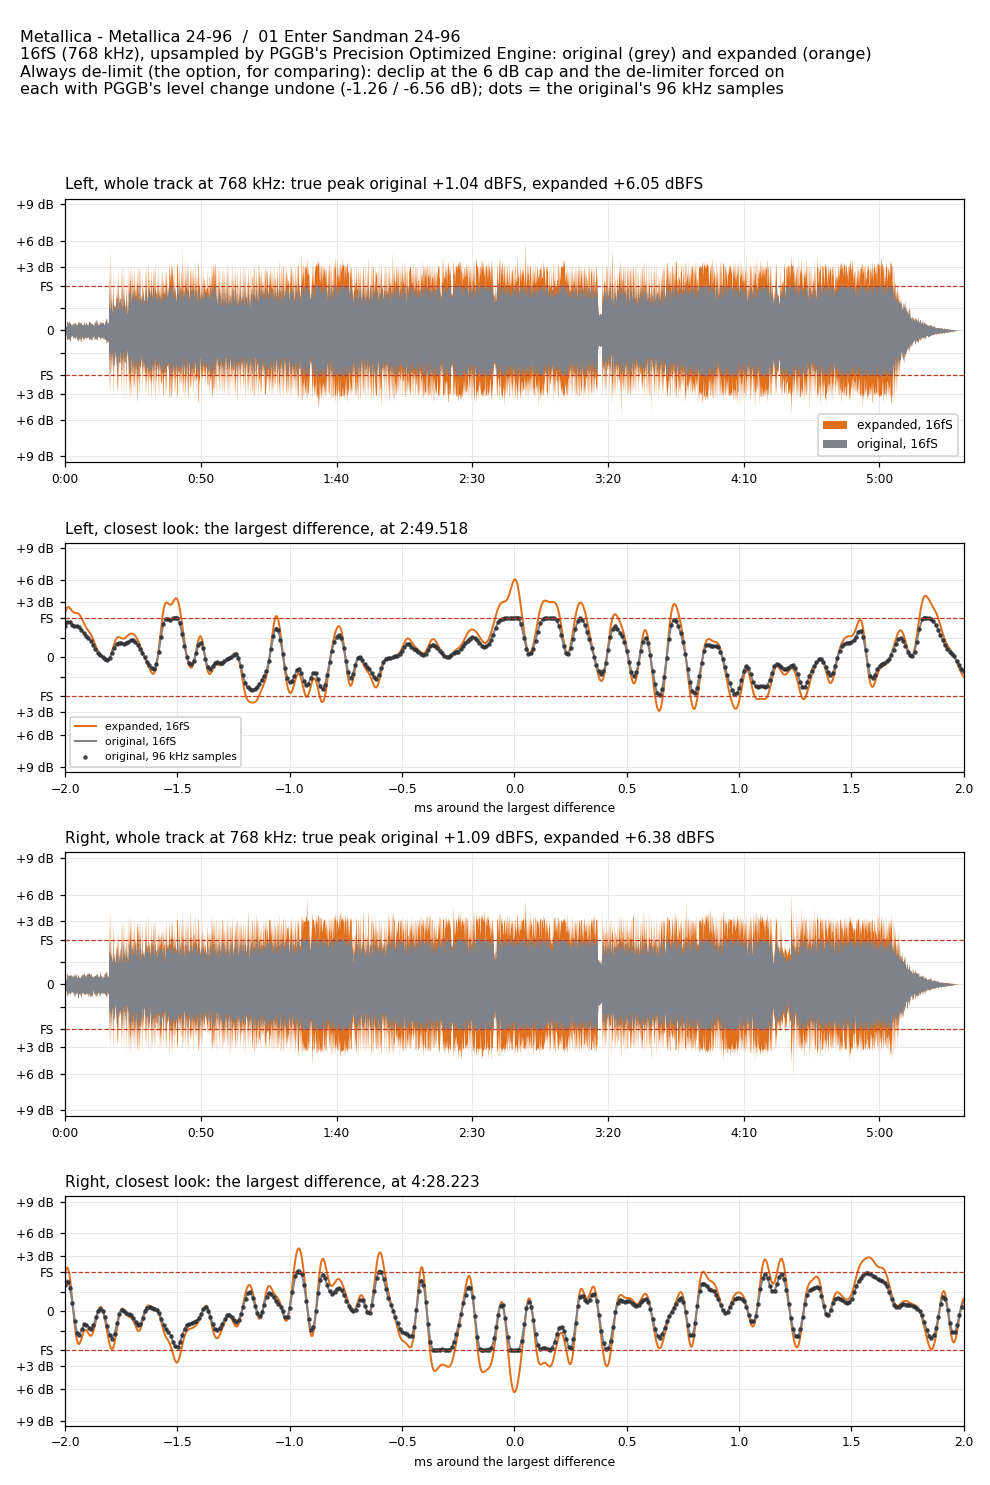 Metallica - Metallica 24-96  /  01 Enter Sandman 24-96
16fS (768 kHz), upsampled by PGGB's Precision Optimized Engine: original (grey) and expanded (orange)
Always de-limit (the option, for comparing): declip at the 6 dB cap and the de-limiter forced on
each with PGGB's level change undone (-1.26 / -6.56 dB); dots = the original's 96 kHz samples
Left, whole track at 768 kHz: true peak original +1.04 dBFS, expanded +6.05 dBFS
+9 dB
+6 dB
+3 dB
FS
0
FS
+3 dB
+6 dB
+9 dB
expanded, 16fS
original, 16fS
0:00 0:50 1:40 2:30 3:20 4:10 5:00
Left, closest look: the largest difference, at 2:49.518
+9 dB
+6 dB
+3 dB
FS
0
FS
+3 dB
+6 dB
+9 dB
expanded, 16fS
original, 16fS
original, 96 kHz samples
−2.0 −1.5 −1.0 −0.5 0.0 0.5 1.0 1.5 2.0
ms around the largest difference
Right, whole track at 768 kHz: true peak original +1.09 dBFS, expanded +6.38 dBFS
+9 dB
+6 dB
+3 dB
FS
0
FS
+3 dB
+6 dB
+9 dB
0:00 0:50 1:40 2:30 3:20 4:10 5:00
Right, closest look: the largest difference, at 4:28.223
+9 dB
+6 dB
+3 dB
FS
0
FS
+3 dB
+6 dB
+9 dB
−2.0 −1.5 −1.0 −0.5 0.0 0.5 1.0 1.5 2.0
ms around the largest difference